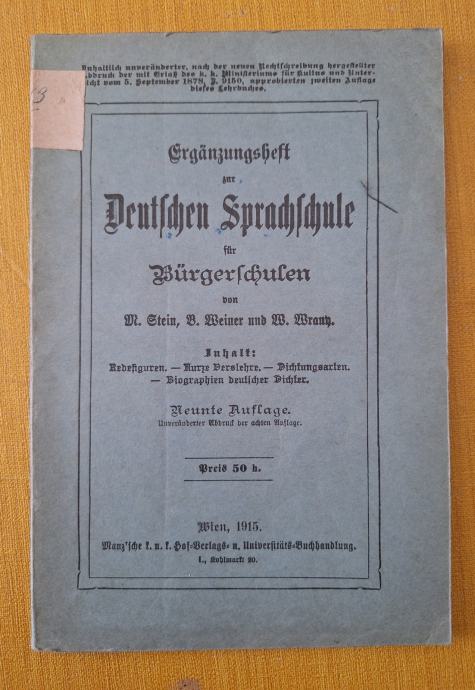 Inhaltlich unveränderter, nach der neuen Rechtschreibung hergestellter
Abdruck der mit Erlaß des k. k. Ministeriums für Kultus und Unter-
richt vom 5. September 1878, Z. 9150, approbierten zweiten Auflage
dieses Lehrbuches.
Ergänzungsheft
zur
Deutschen Sprachschule
für
Bürgerschulen
von
M. Stein, B. Weiner und W. Wrany.
Inhalt:
Redefiguren. — Kurze Verslehre. — Dichtungsarten.
— Biographien deutscher Dichter.
Neunte Auflage.
Unveränderter Abdruck der achten Auflage.
Preis 50 h.
Wien, 1915.
Manz'sche k. u. k. Hof-Verlags- u. Universitäts-Buchhandlung.
I., Kohlmarkt 20.